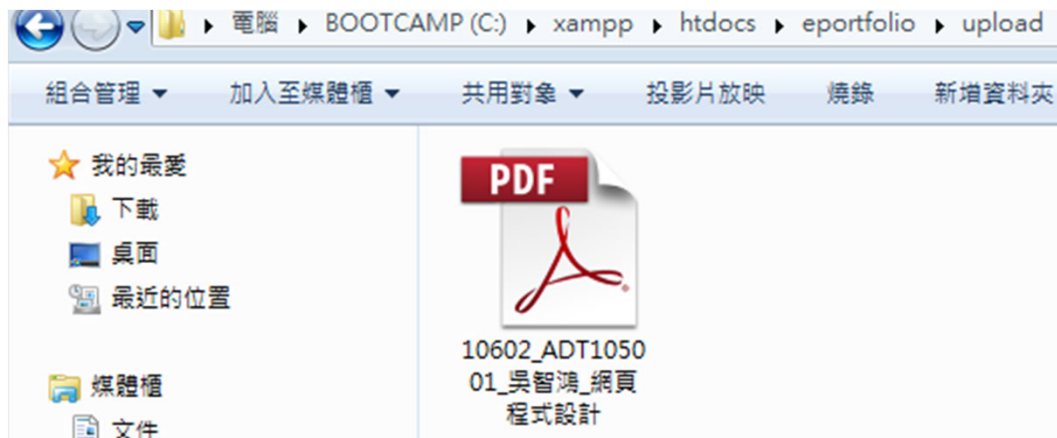 電腦 ▸ BOOTCAMP (C:) ▸ xampp ▸ htdocs ▸ eportfolio ▸ upload
組合管理 加入至媒體櫃 共用對象 投影片放映 燒錄 新增資料夾
我的最愛
下載
桌面
最近的位置
媒體櫃
文件
PDF
10602_ADT1050
01_吳智鴻_網頁
程式設計